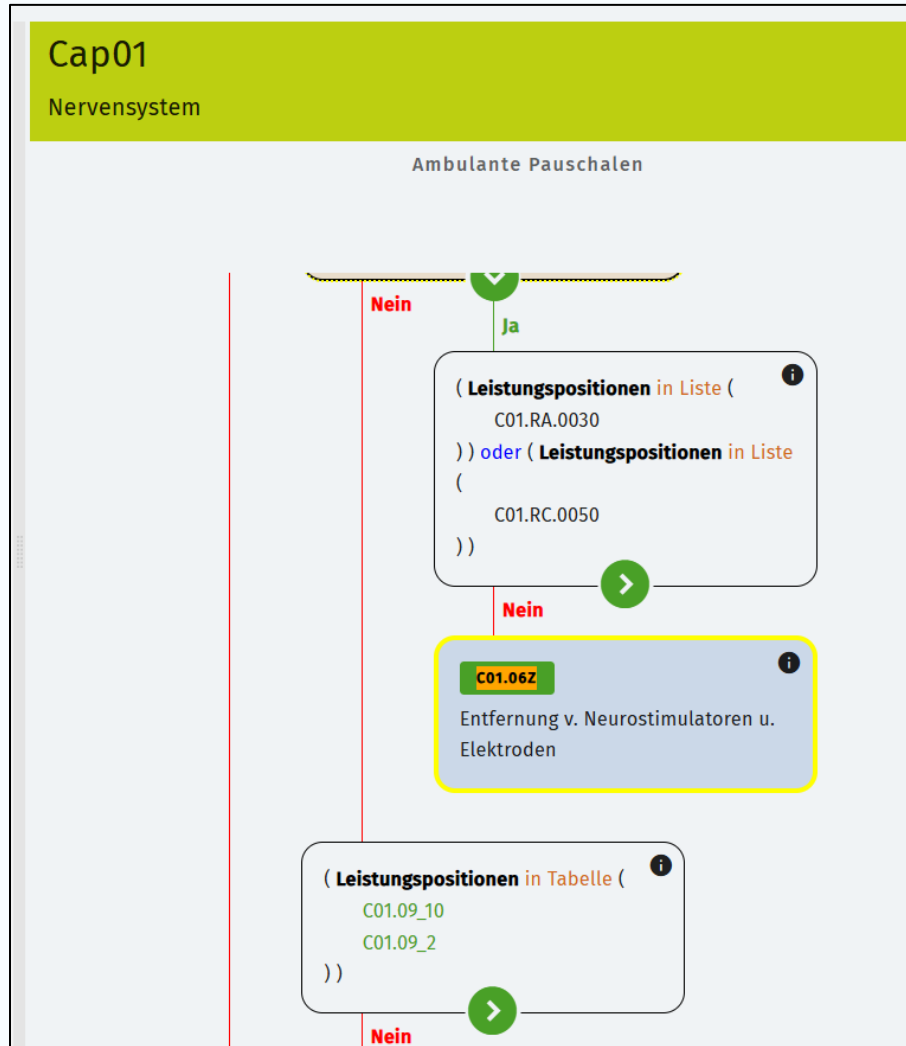 Cap01
Nervensystem
Ambulante Pauschalen
Nein
Ja
( Leistungspositionen in Liste (
C01.RA.0030
) ) oder ( Leistungspositionen in Liste
(
C01.RC.0050
) )
Nein
C01.06Z
Entfernung v. Neurostimulatoren u.
Elektroden
( Leistungspositionen in Tabelle (
C01.09_10
C01.09_2
) )
Nein